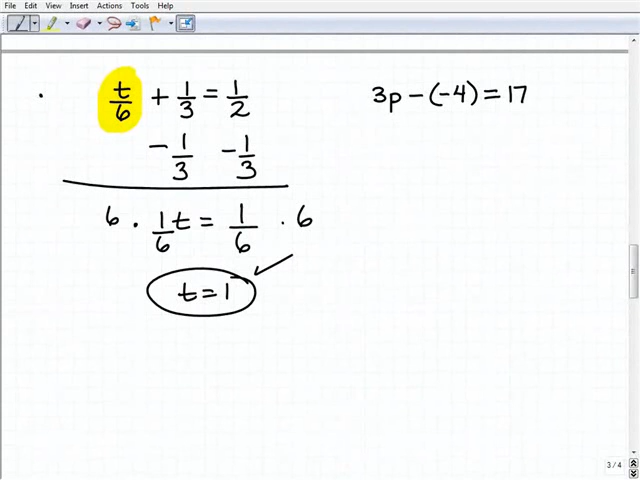 File Edit View Insert Actions Tools Help
t/6 + 1/3 = 1/2
3p - (-4) = 17
- 1/3 - 1/3
6 · 1/6 t = 1/6 · 6
t = 1
3 / 4